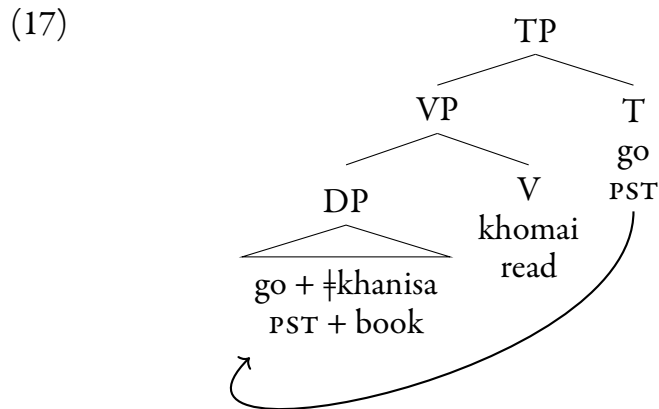 (17)
TP
VP T
go
PST
DP V
khomai
read
go + ǂkhanisa
PST + book